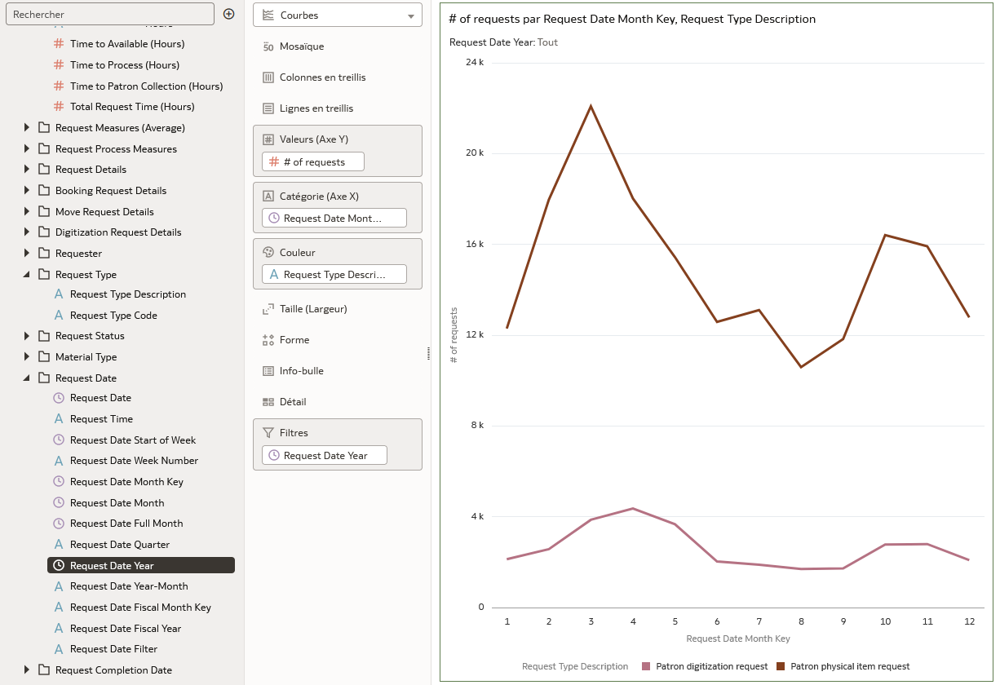 Rechercher
Time to Available (Hours)
Time to Process (Hours)
Time to Patron Collection (Hours)
Total Request Time (Hours)
Request Measures (Average)
Request Process Measures
Request Details
Booking Request Details
Move Request Details
Digitization Request Details
Requester
Request Type
Request Type Description
Request Type Code
Request Status
Material Type
Request Date
Request Date
Request Time
Request Date Start of Week
Request Date Week Number
Request Date Month Key
Request Date Month
Request Date Full Month
Request Date Quarter
Request Date Year
Request Date Year-Month
Request Date Fiscal Month Key
Request Date Fiscal Year
Request Date Filter
Request Completion Date
Courbes
Mosaïque
Colonnes en treillis
Lignes en treillis
Valeurs (Axe Y)
# of requests
Catégorie (Axe X)
Request Date Mont...
Couleur
Request Type Descri...
Taille (Largeur)
Forme
Info-bulle
Détail
Filtres
Request Date Year
# of requests par Request Date Month Key, Request Type Description
Request Date Year: Tout
24 k
20 k
16 k
12 k
8 k
4 k
0
# of requests
1 2 3 4 5 6 7 8 9 10 11 12
Request Date Month Key
Request Type Description Patron digitization request Patron physical item request